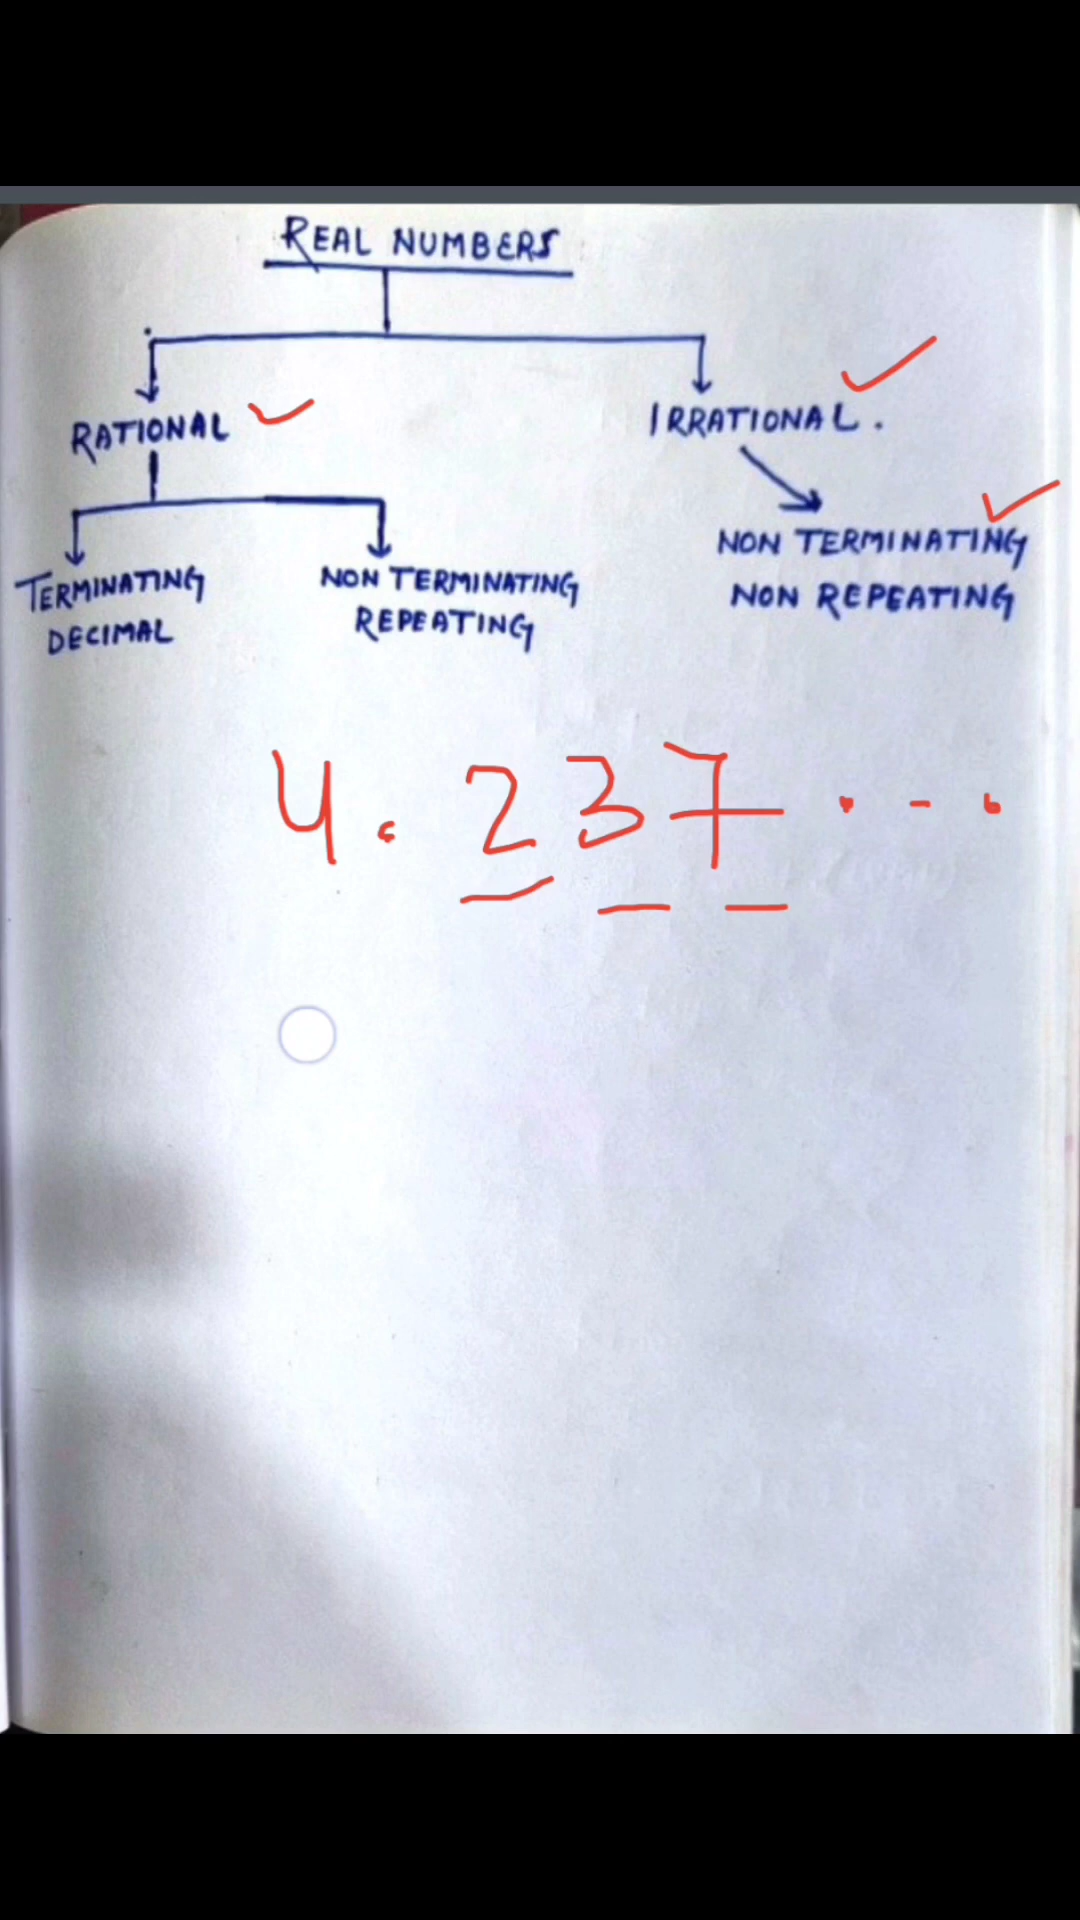 REAL NUMBERS
RATIONAL
IRRATIONAL.
TERMINATING
DECIMAL
NON TERMINATING
REPEATING
NON TERMINATING
NON REPEATING
4.237...